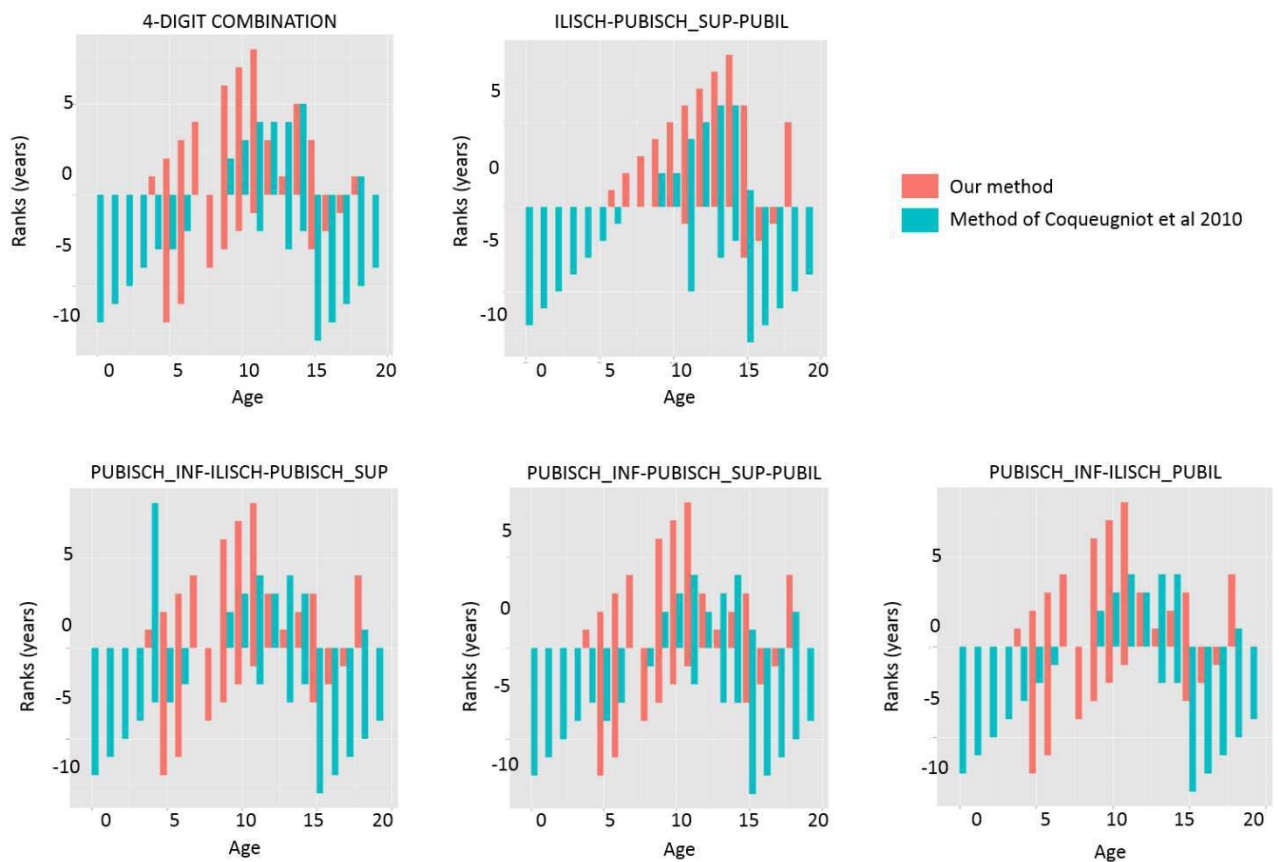 4-DIGIT COMBINATION
ILISCH-PUBISCH_SUP-PUBIL
Ranks (years)
5
0
-5
-10
0 5 10 15 20
Age
Ranks (years)
5
0
-5
-10
0 5 10 15 20
Age
Our method
Method of Coqueugniot et al 2010
PUBISCH_INF-ILISCH-PUBISCH_SUP
PUBISCH_INF-PUBISCH_SUP-PUBIL
PUBISCH_INF-ILISCH_PUBIL
Ranks (years)
5
0
-5
-10
0 5 10 15 20
Age
Ranks (years)
5
0
-5
-10
0 5 10 15 20
Age
Ranks (years)
5
0
-5
-10
0 5 10 15 20
Age